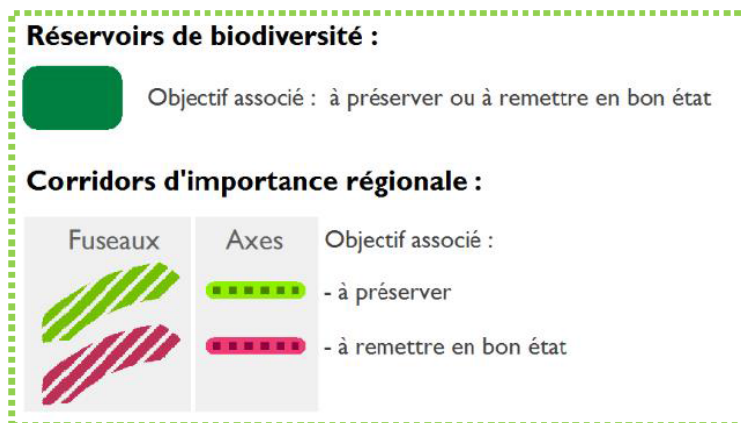 Réservoirs de biodiversité :
Objectif associé : à préserver ou à remettre en bon état
Corridors d'importance régionale :
Fuseaux Axes Objectif associé :
- à préserver
- à remettre en bon état